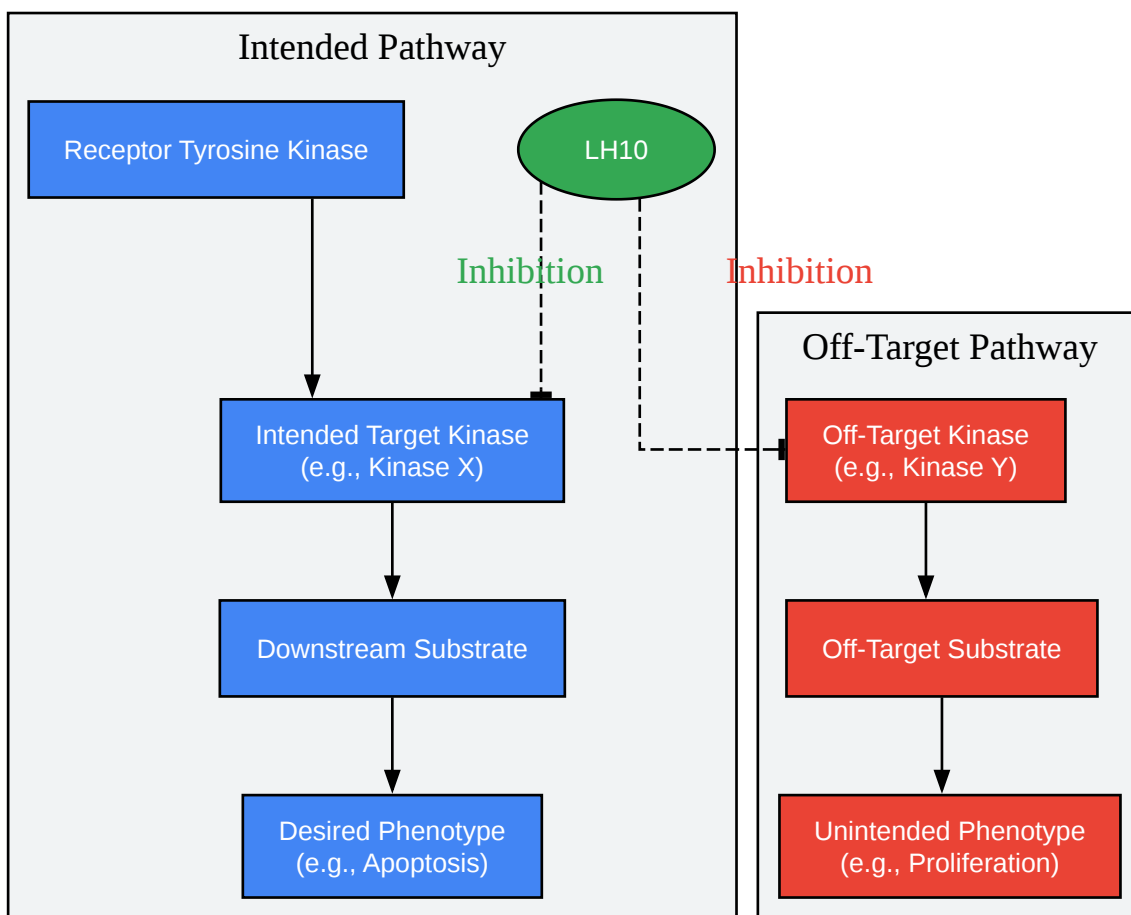 Intended Pathway
Receptor Tyrosine Kinase
LH10
Inhibition
Inhibition
Off-Target Pathway
Intended Target Kinase
(e.g., Kinase X)
Off-Target Kinase
(e.g., Kinase Y)
Downstream Substrate
Off-Target Substrate
Desired Phenotype
(e.g., Apoptosis)
Unintended Phenotype
(e.g., Proliferation)